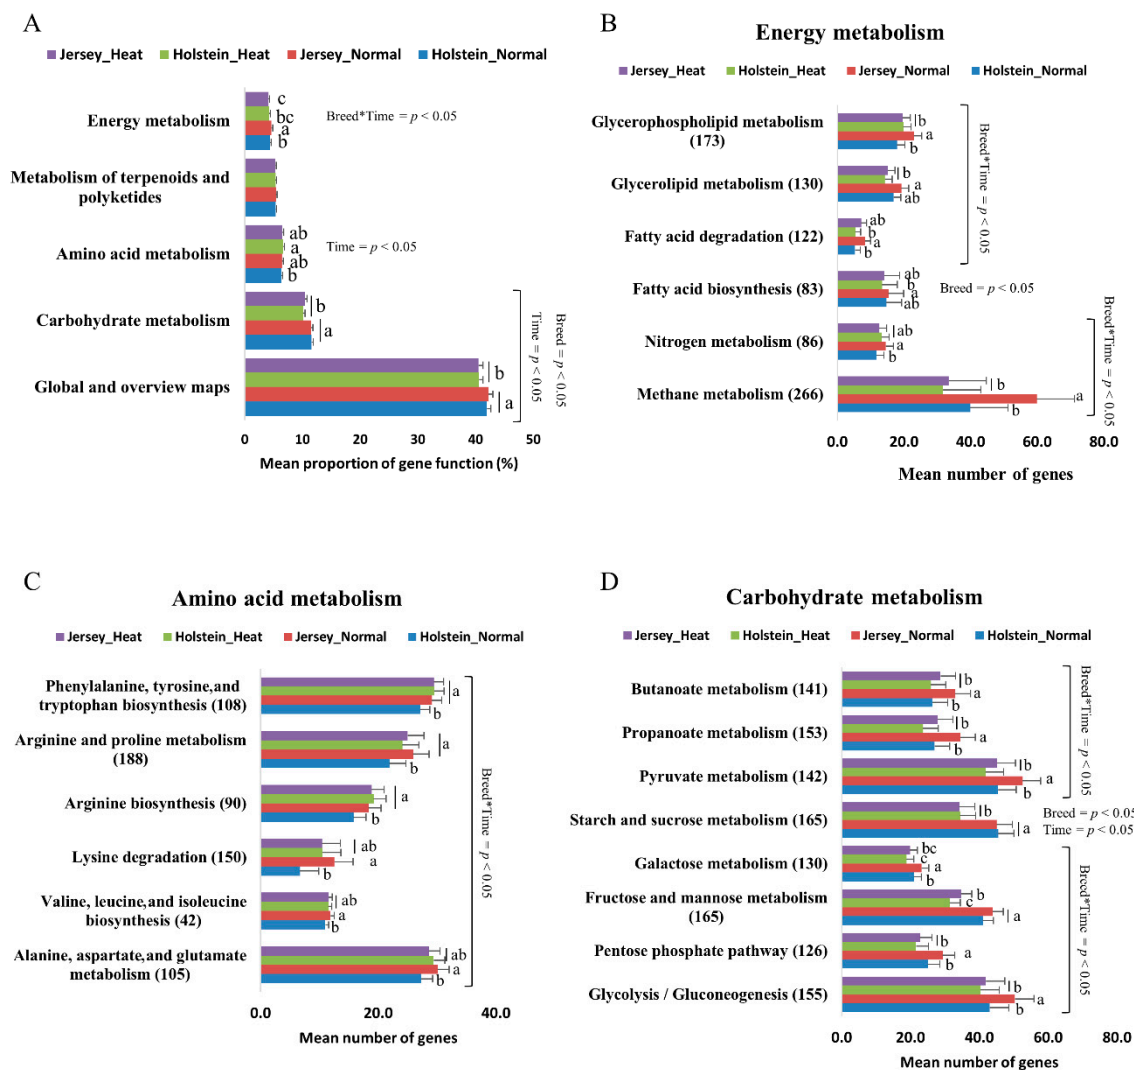 A
Jersey_Heat Holstein_Heat Jersey_Normal Holstein_Normal
Energy metabolism
c
bc
a
b
Breed*Time = p < 0.05
Metabolism of terpenoids and
polyketides
Amino acid metabolism
ab
a
ab
b
Time = p < 0.05
Carbohydrate metabolism
b
a
Global and overview maps
b
a
Breed = p < 0.05
Time = p < 0.05
0 10 20 30 40 50
Mean proportion of gene function (%)
B
Energy metabolism
Jersey_Heat Holstein_Heat Jersey_Normal Holstein_Normal
Glycerophospholipid metabolism
(173)
b
a
b
Glycerolipid metabolism (130)
b
a
ab
Fatty acid degradation (122)
ab
b
a
b
Breed*Time = p < 0.05
Fatty acid biosynthesis (83)
ab
b
a
ab
Breed = p < 0.05
Nitrogen metabolism (86)
ab
a
b
Methane metabolism (266)
b
a
b
Breed*Time = p < 0.05
0.0 20.0 40.0 60.0 80.0
Mean number of genes
C
Amino acid metabolism
Jersey_Heat Holstein_Heat Jersey_Normal Holstein_Normal
Phenylalanine, tyrosine,and
tryptophan biosynthesis (108)
a
b
Arginine and proline metabolism
(188)
a
b
Arginine biosynthesis (90)
a
b
Lysine degradation (150)
ab
a
b
Valine, leucine,and isoleucine
biosynthesis (42)
ab
a
b
Alanine, aspartate,and glutamate
metabolism (105)
ab
a
b
Breed*Time = p < 0.05
0.0 20.0 40.0
Mean number of genes
D
Carbohydrate metabolism
Jersey_Heat Holstein_Heat Jersey_Normal Holstein_Normal
Butanoate metabolism (141)
b
a
b
Propanoate metabolism (153)
b
a
b
Pyruvate metabolism (142)
b
a
b
Breed*Time = p < 0.05
Starch and sucrose metabolism (165)
b
a
Breed = p < 0.05
Time = p < 0.05
Galactose metabolism (130)
bc
c
a
b
Fructose and mannose metabolism
(165)
b
c
a
Pentose phosphate pathway (126)
b
a
b
Glycolysis / Gluconeogenesis (155)
b
a
b
Breed*Time = p < 0.05
0.0 20.0 40.0 60.0 80.0
Mean number of genes